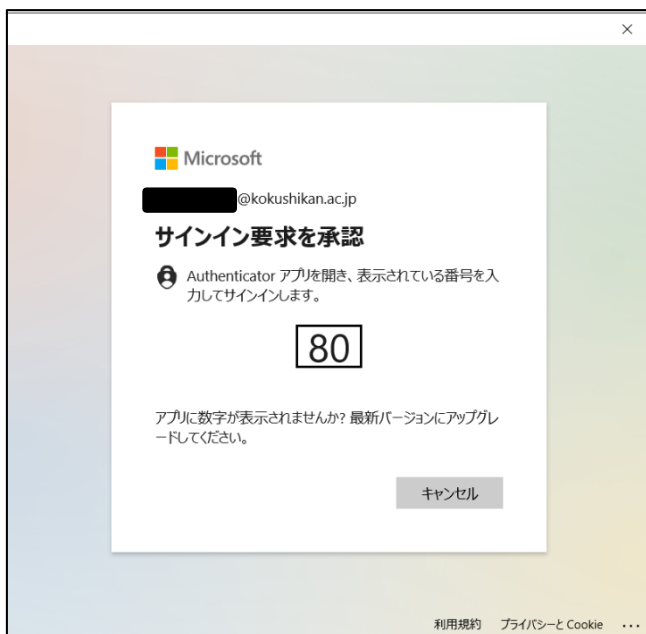 Microsoft
@kokushikan.ac.jp
サインイン要求を承認
Authenticator アプリを開き、表示されている番号を入
力してサインインします。
80
アプリに数字が表示されませんか? 最新バージョンにアップグレ
ードしてください。
キャンセル
利用規約 プライバシーと Cookie ...